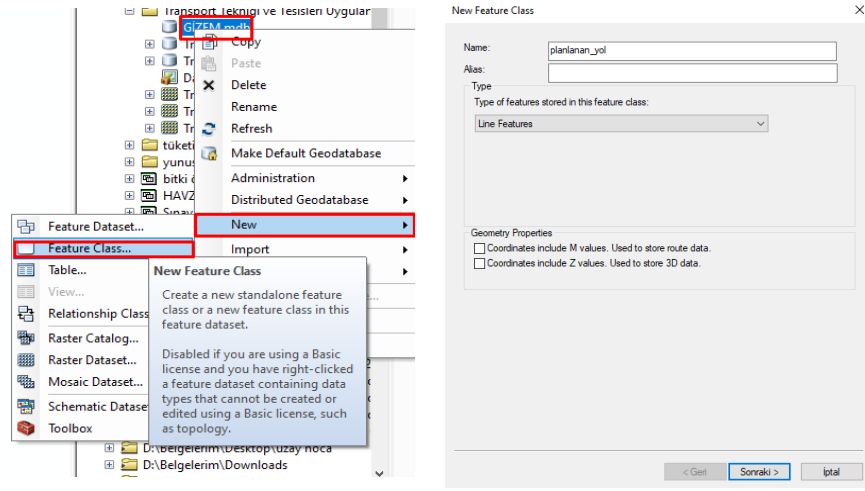 Transport Tekniği ve Tesisleri Uygular
GİZEM.mdb
Copy
Paste
Delete
Rename
Refresh
Make Default Geodatabase
Administration
Distributed Geodatabase
New
Import
tüketi
yunus
bitki ö
HAVZ
Sınav
Feature Dataset...
Feature Class...
Table...
View...
Relationship Class
Raster Catalog...
Raster Dataset...
Mosaic Dataset...
Schematic Datase
Toolbox
New Feature Class
Create a new standalone feature
class or a new feature class in this
feature dataset.
Disabled if you are using a Basic
license and you have right-clicked
a feature dataset containing data
types that cannot be created or
edited using a Basic license, such
as topology.
D:\Belgelerim\Desktop\uzay hoca
D:\Belgelerim\Downloads
New Feature Class
Name:
planlanan_yol
Alias:
Type
Type of features stored in this feature class:
Line Features
Geometry Properties
Coordinates include M values. Used to store route data.
Coordinates include Z values. Used to store 3D data.
< Geri
Sonraki >
İptal